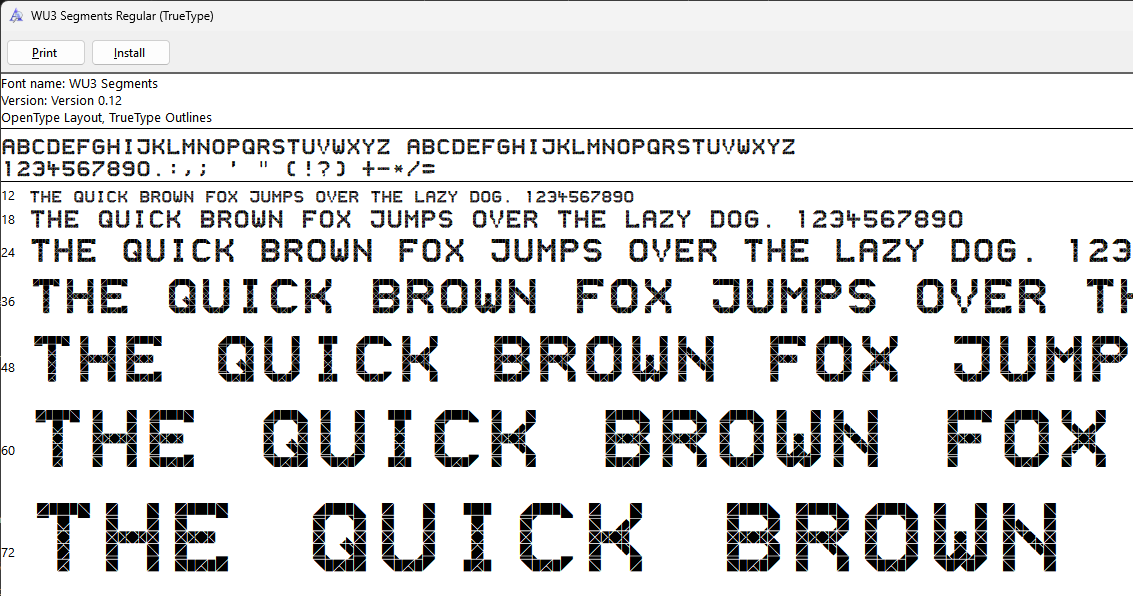 WU3 Segments Regular (TrueType)
Print Install
Font name: WU3 Segments
Version: Version 0.12
OpenType Layout, TrueType Outlines
ABCDEFGHIJKLMNOPQRSTUVWXYZ ABCDEFGHIJKLMNOPQRSTUVWXYZ
1234567890.:,; ' " (!?) +-*/=
12 THE QUICK BROWN FOX JUMPS OVER THE LAZY DOG. 1234567890
18 THE QUICK BROWN FOX JUMPS OVER THE LAZY DOG. 1234567890
24 THE QUICK BROWN FOX JUMPS OVER THE LAZY DOG. 123
36 THE QUICK BROWN FOX JUMPS OVER TH
48 THE QUICK BROWN FOX JUMP
60 THE QUICK BROWN FOX
72 THE QUICK BROWN